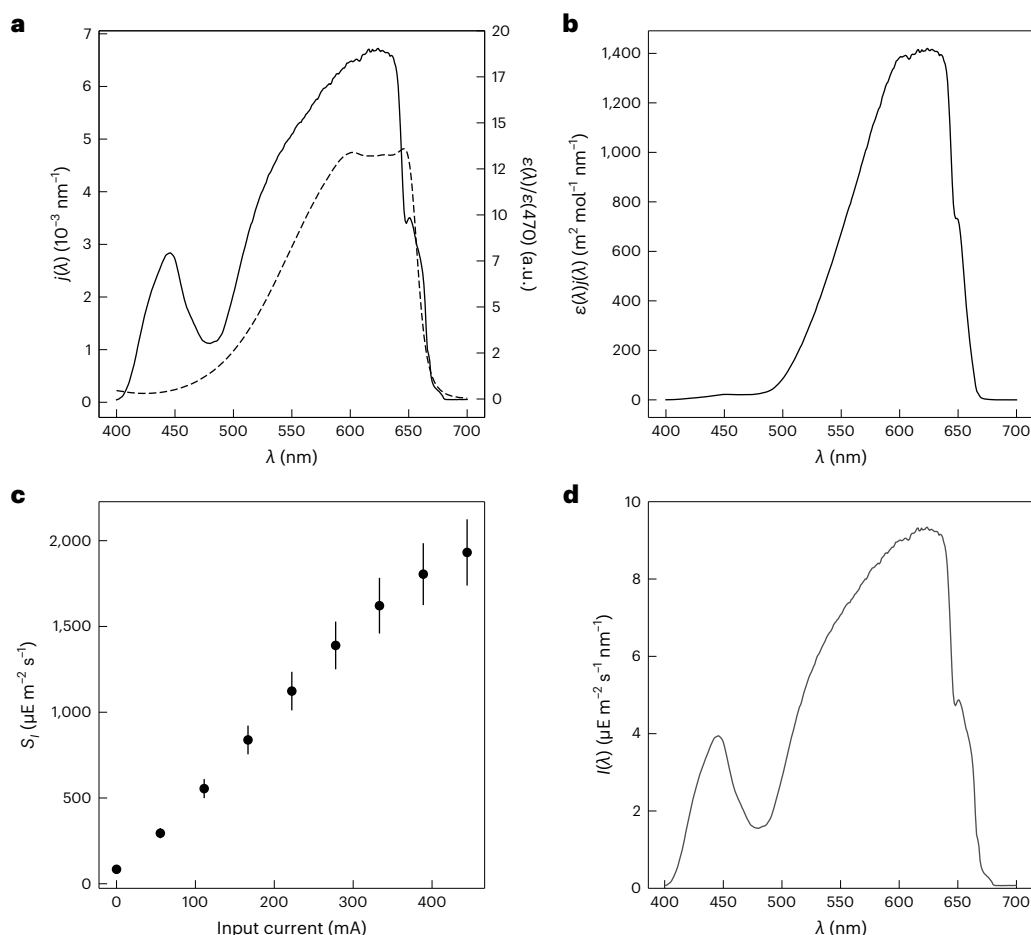 a
7
6
5
4
3
2
1
0
j(λ) (10⁻³ nm⁻¹)
20
17
15
13
10
7
5
2
0
ε(λ)/ε(470) (a.u.)
400 450 500 550 600 650 700
λ (nm)
b
1,400
1,200
1,000
800
600
400
200
0
ε(λ)j(λ) (m² mol⁻¹ nm⁻¹)
400 450 500 550 600 650 700
λ (nm)
c
2,000
1,500
1,000
500
0
S_I (µE m⁻² s⁻¹)
0 100 200 300 400
Input current (mA)
d
10
8
6
4
2
0
I(λ) (µE m⁻² s⁻¹ nm⁻¹)
400 450 500 550 600 650 700
λ (nm)